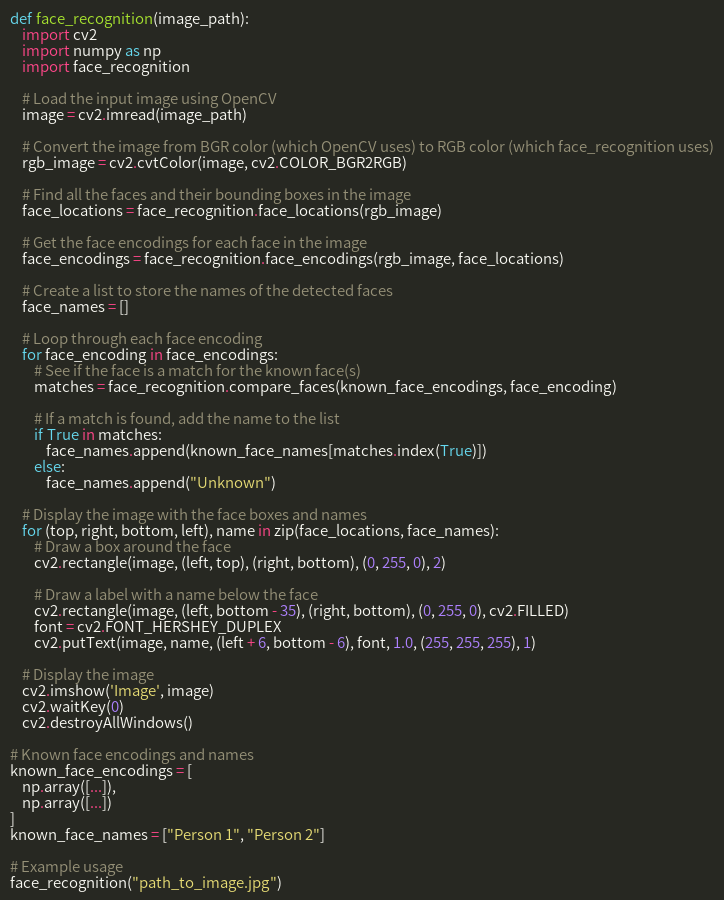 def face_recognition(image_path):
    import cv2
    import numpy as np
    import face_recognition

    # Load the input image using OpenCV
    image = cv2.imread(image_path)

    # Convert the image from BGR color (which OpenCV uses) to RGB color (which face_recognition uses)
    rgb_image = cv2.cvtColor(image, cv2.COLOR_BGR2RGB)

    # Find all the faces and their bounding boxes in the image
    face_locations = face_recognition.face_locations(rgb_image)

    # Get the face encodings for each face in the image
    face_encodings = face_recognition.face_encodings(rgb_image, face_locations)

    # Create a list to store the names of the detected faces
    face_names = []

    # Loop through each face encoding
    for face_encoding in face_encodings:
        # See if the face is a match for the known face(s)
        matches = face_recognition.compare_faces(known_face_encodings, face_encoding)

        # If a match is found, add the name to the list
        if True in matches:
            face_names.append(known_face_names[matches.index(True)])
        else:
            face_names.append("Unknown")

    # Display the image with the face boxes and names
    for (top, right, bottom, left), name in zip(face_locations, face_names):
        # Draw a box around the face
        cv2.rectangle(image, (left, top), (right, bottom), (0, 255, 0), 2)

        # Draw a label with a name below the face
        cv2.rectangle(image, (left, bottom - 35), (right, bottom), (0, 255, 0), cv2.FILLED)
        font = cv2.FONT_HERSHEY_DUPLEX
        cv2.putText(image, name, (left + 6, bottom - 6), font, 1.0, (255, 255, 255), 1)

    # Display the image
    cv2.imshow('Image', image)
    cv2.waitKey(0)
    cv2.destroyAllWindows()

# Known face encodings and names
known_face_encodings = [
    np.array([...]),
    np.array([...])
]
known_face_names = ["Person 1", "Person 2"]

# Example usage
face_recognition("path_to_image.jpg")